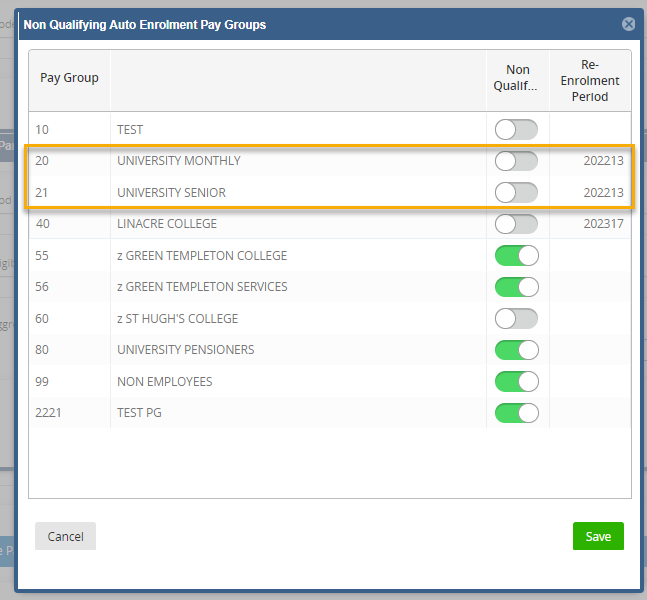 Non Qualifying Auto Enrolment Pay Groups
Pay Group
Non
Qualif...
Re-
Enrolment
Period
10 TEST
20 UNIVERSITY MONTHLY 202213
21 UNIVERSITY SENIOR 202213
40 LINACRE COLLEGE 202317
55 z GREEN TEMPLETON COLLEGE
56 z GREEN TEMPLETON SERVICES
60 z ST HUGH'S COLLEGE
80 UNIVERSITY PENSIONERS
99 NON EMPLOYEES
2221 TEST PG
Cancel
Save